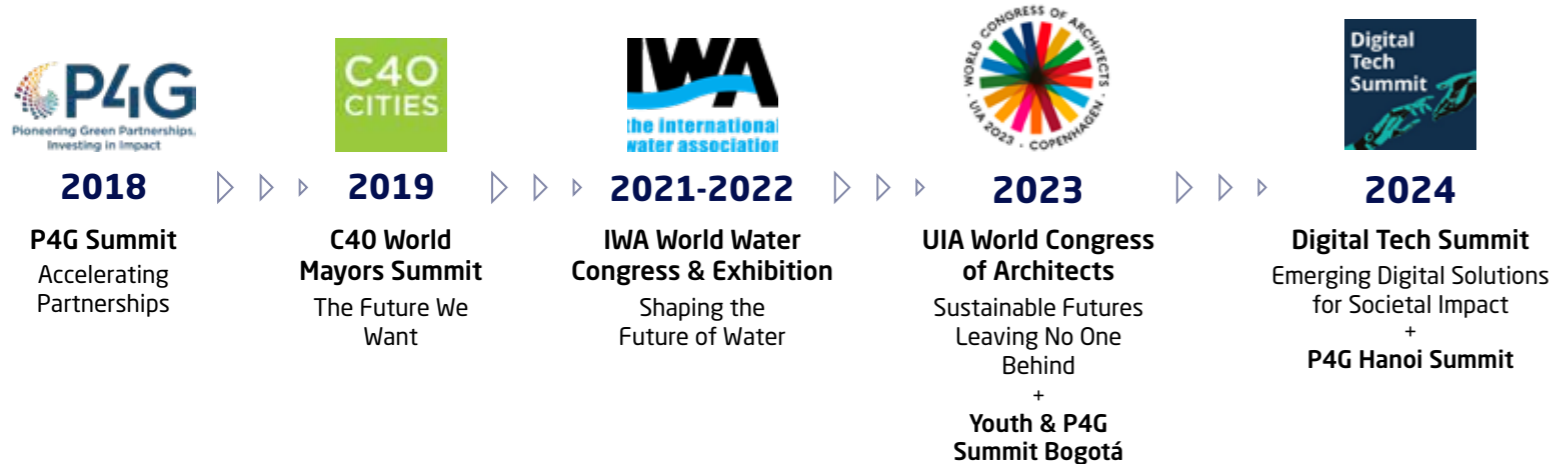 P4G
Pioneering Green Partnerships,
Investing in Impact
2018
P4G Summit
Accelerating
Partnerships
C40
CITIES
2019
C40 World
Mayors Summit
The Future We
Want
IWA
the international
water association
2021-2022
IWA World Water
Congress & Exhibition
Shaping the
Future of Water
WORLD CONGRESS OF ARCHITECTS · UIA 2023 · COPENHAGEN ·
2023
UIA World Congress
of Architects
Sustainable Futures
Leaving No One
Behind
+
Youth & P4G
Summit Bogotá
Digital
Tech
Summit
2024
Digital Tech Summit
Emerging Digital Solutions
for Societal Impact
+
P4G Hanoi Summit